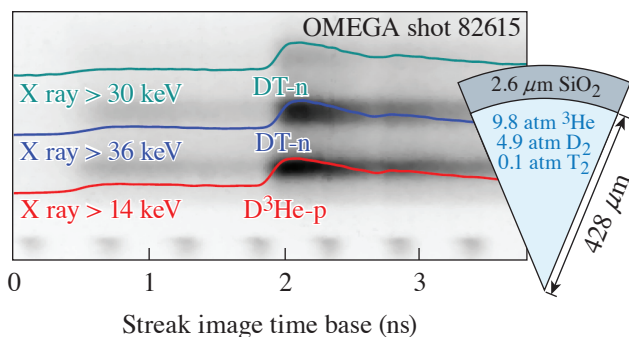 OMEGA shot 82615
X ray > 30 keV
DT-n
X ray > 36 keV
DT-n
X ray > 14 keV
D³He-p
2.6 μm SiO₂
9.8 atm ³He
4.9 atm D₂
0.1 atm T₂
428 μm
0 1 2 3
Streak image time base (ns)